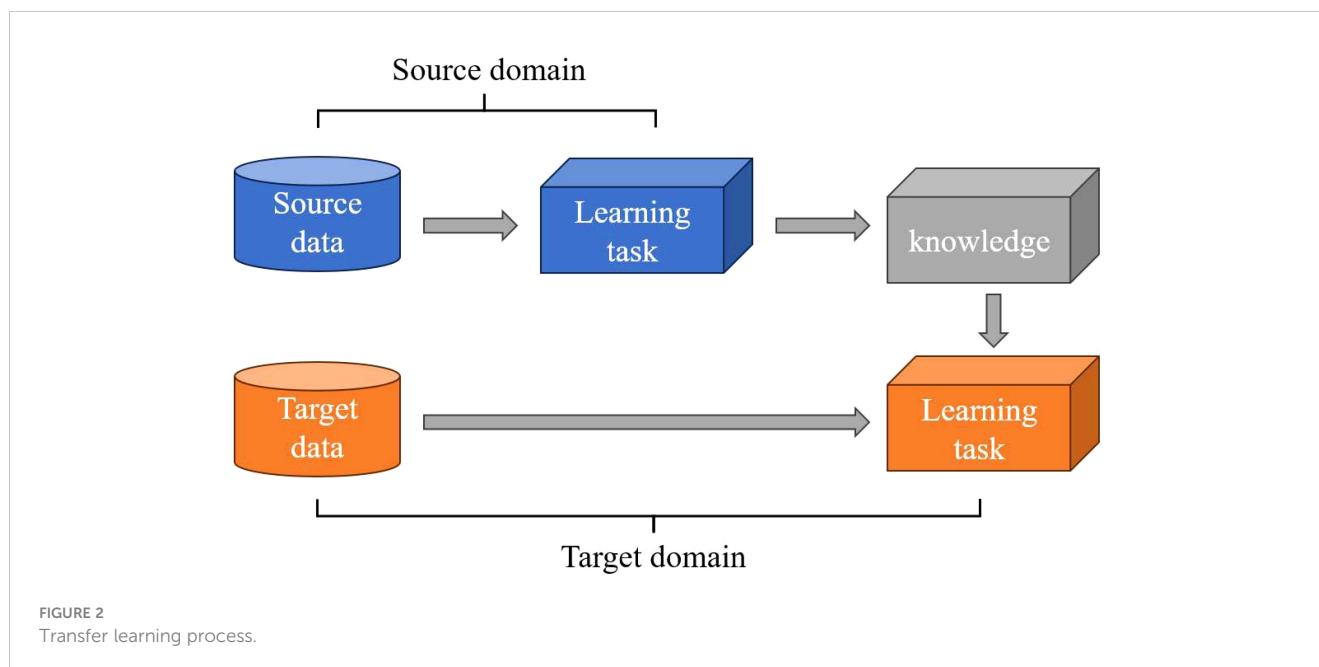 Source domain
Source
data
Learning
task
knowledge
Target
data
Learning
task
Target domain
FIGURE 2
Transfer learning process.